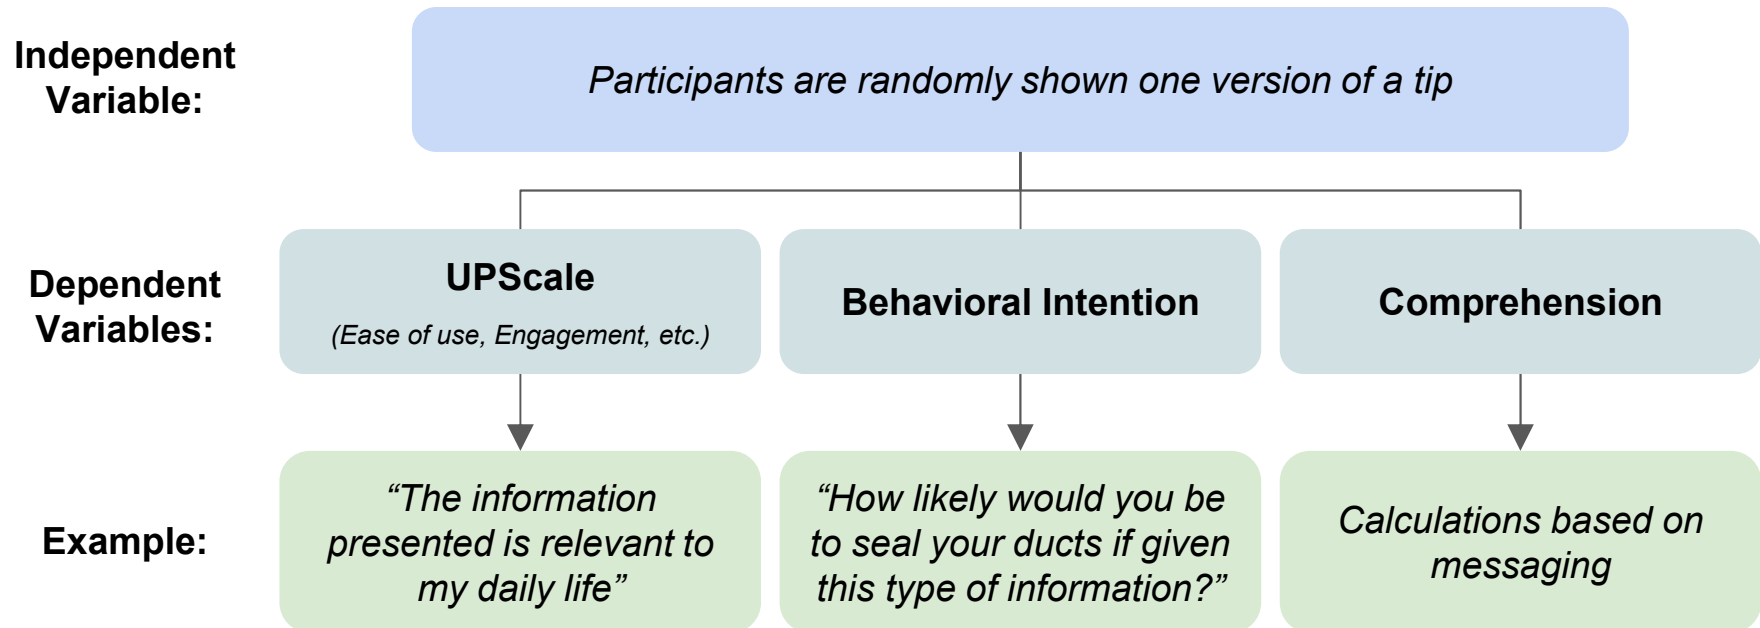 Independent
Variable:
Participants are randomly shown one version of a tip
Dependent
Variables:
UPScale
(Ease of use, Engagement, etc.)
Behavioral Intention
Comprehension
Example:
“The information
presented is relevant to
my daily life”
“How likely would you be
to seal your ducts if given
this type of information?”
Calculations based on
messaging